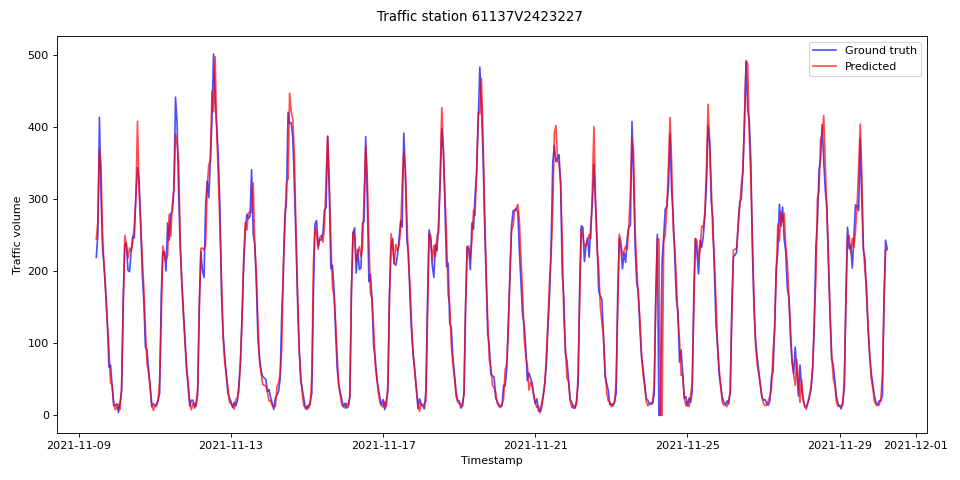 Traffic station 61137V2423227
Ground truth
Predicted
500
400
300
200
100
0
Traffic volume
2021-11-09
2021-11-13
2021-11-17
2021-11-21
2021-11-25
2021-11-29
2021-12-01
Timestamp